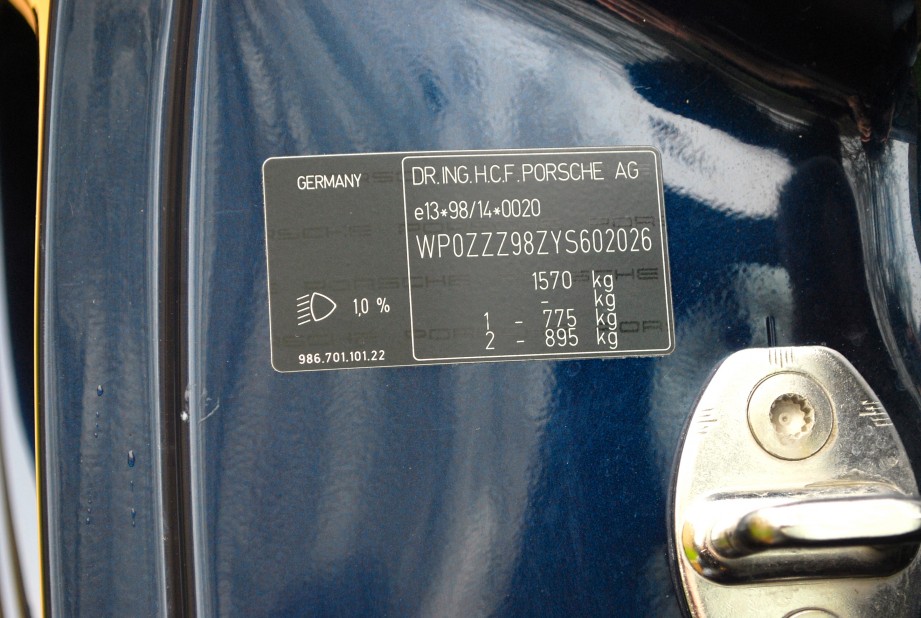 GERMANY
DR.ING.H.C.F.PORSCHE AG
e13*98/14*0020
WP0ZZZ98ZYS602026
1570 kg
- kg
1 - 775 kg
2 - 895 kg
1,0 %
986.701.101.22